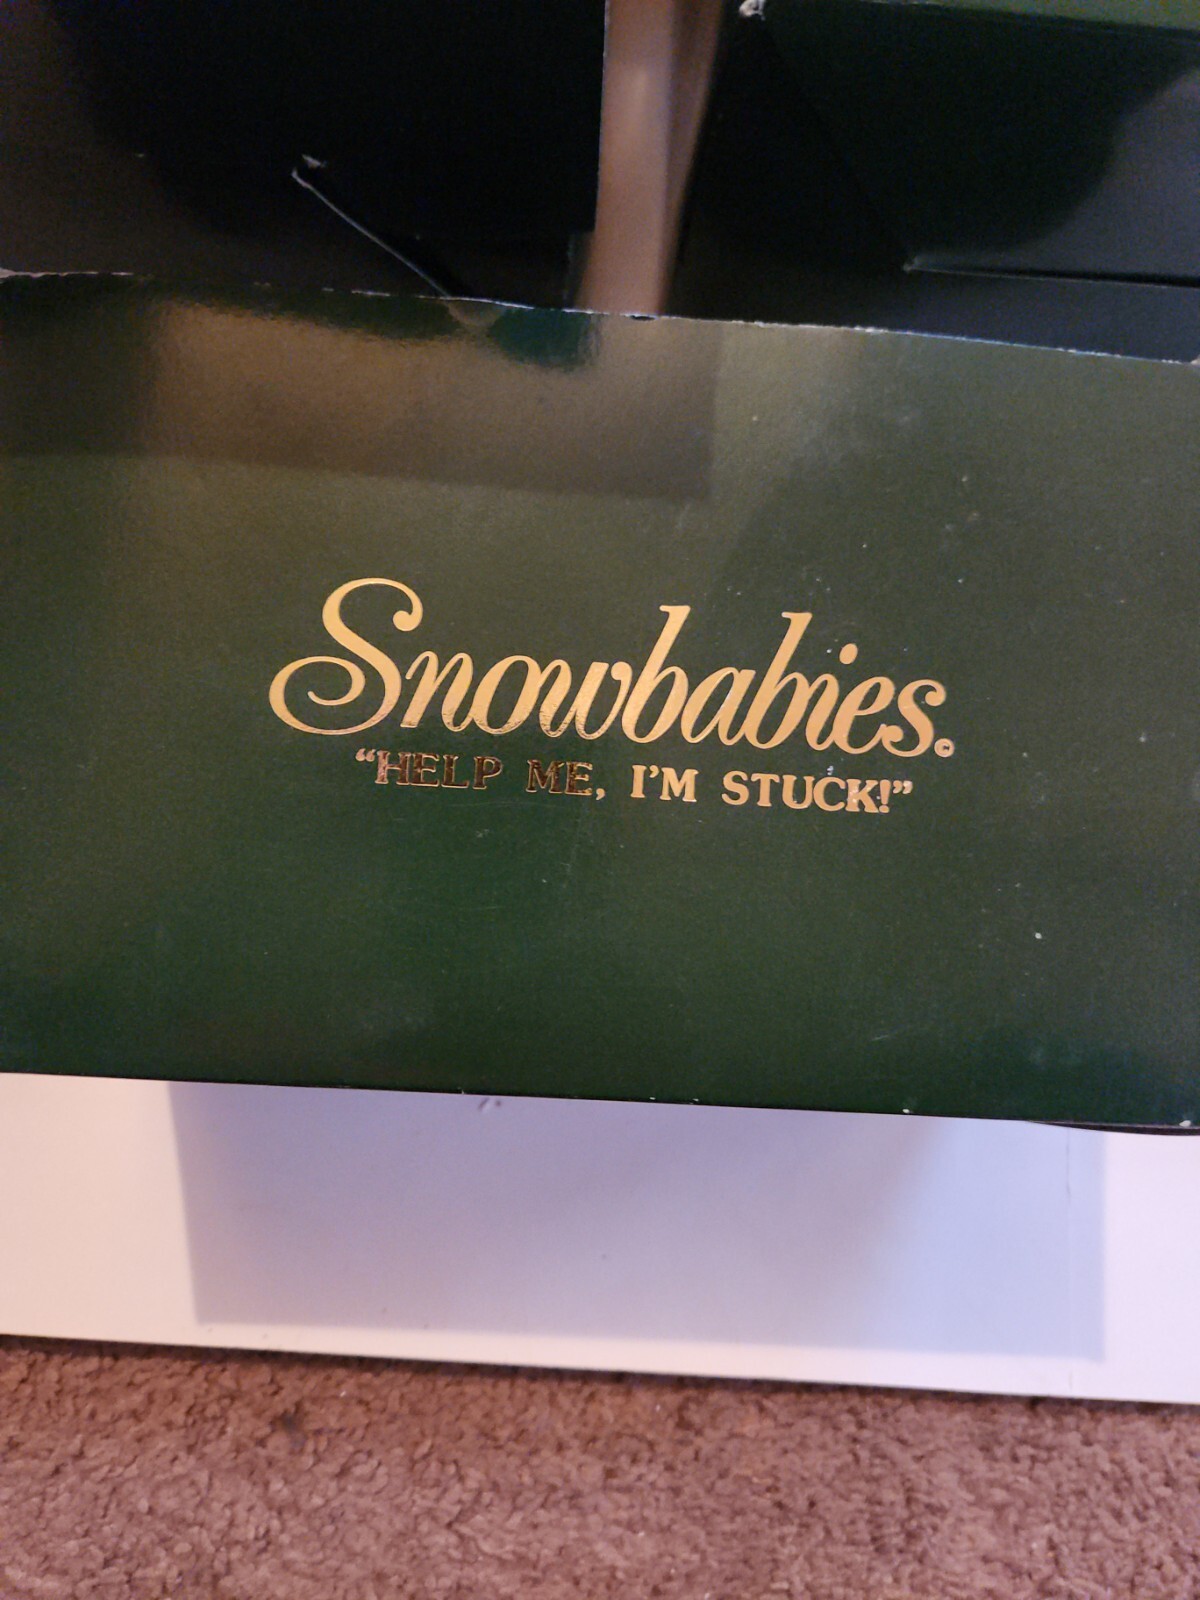 Snowbabies.©
“HELP ME, I'M STUCK!”